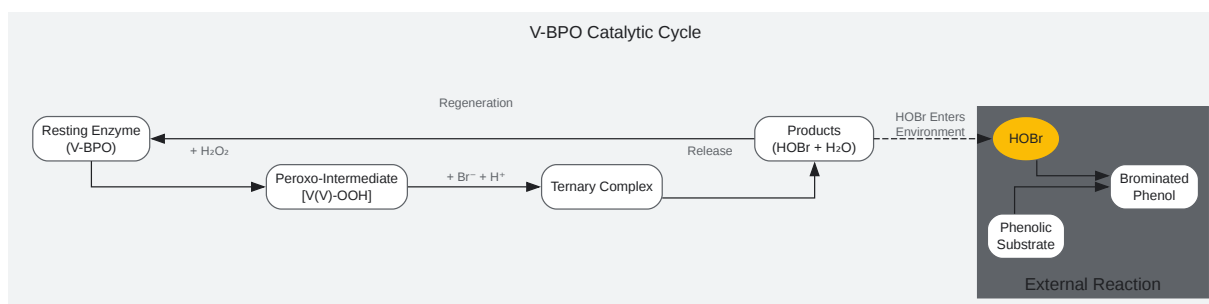 V-BPO Catalytic Cycle
Regeneration
HOBr Enters
Environment
Resting Enzyme
(V-BPO)
Products
(HOBr + H₂O)
HOBr
+ H₂O₂
Release
Peroxo-Intermediate
[V(V)-OOH]
+ Br⁻ + H⁺
Ternary Complex
Brominated
Phenol
Phenolic
Substrate
External Reaction